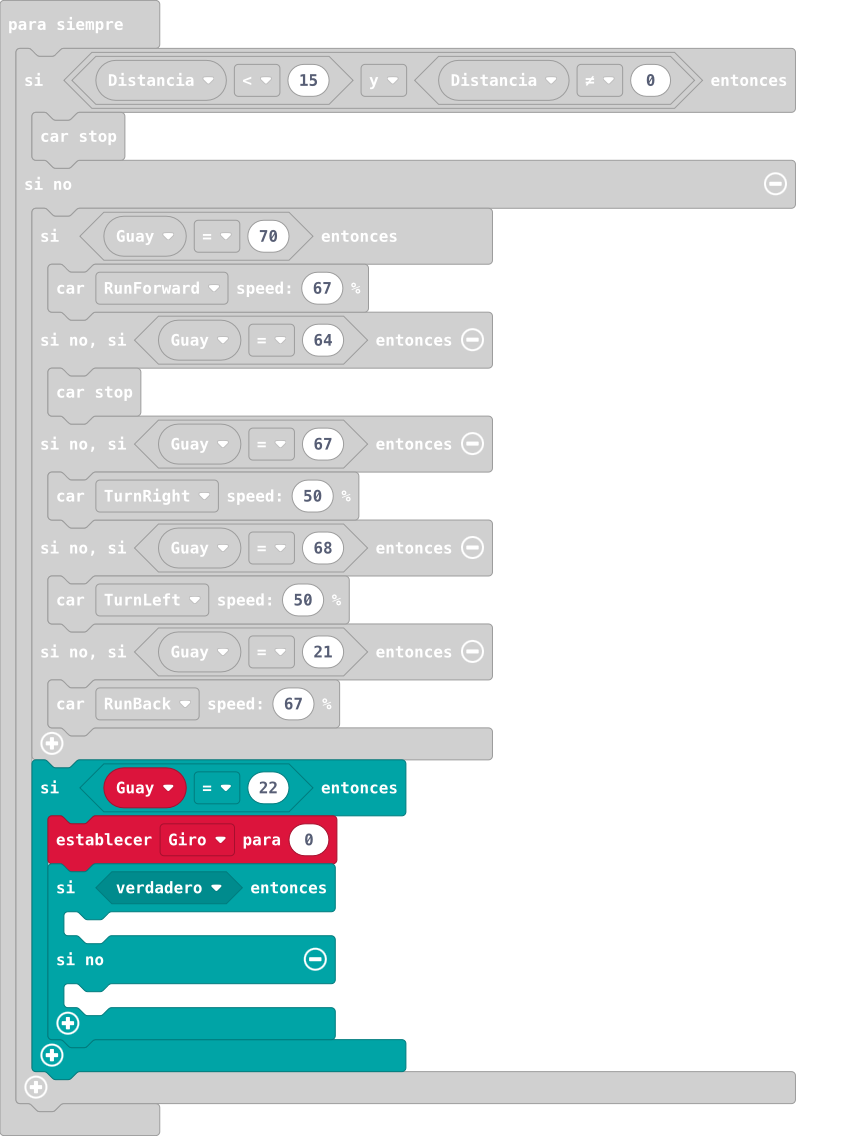 para siempre
si Distancia < 15 y Distancia ≠ 0 entonces
car stop
si no
si Guay = 70 entonces
car RunForward speed: 67 %
si no, si Guay = 64 entonces
car stop
si no, si Guay = 67 entonces
car TurnRight speed: 50 %
si no, si Guay = 68 entonces
car TurnLeft speed: 50 %
si no, si Guay = 21 entonces
car RunBack speed: 67 %
si Guay = 22 entonces
establecer Giro para 0
si verdadero entonces
si no